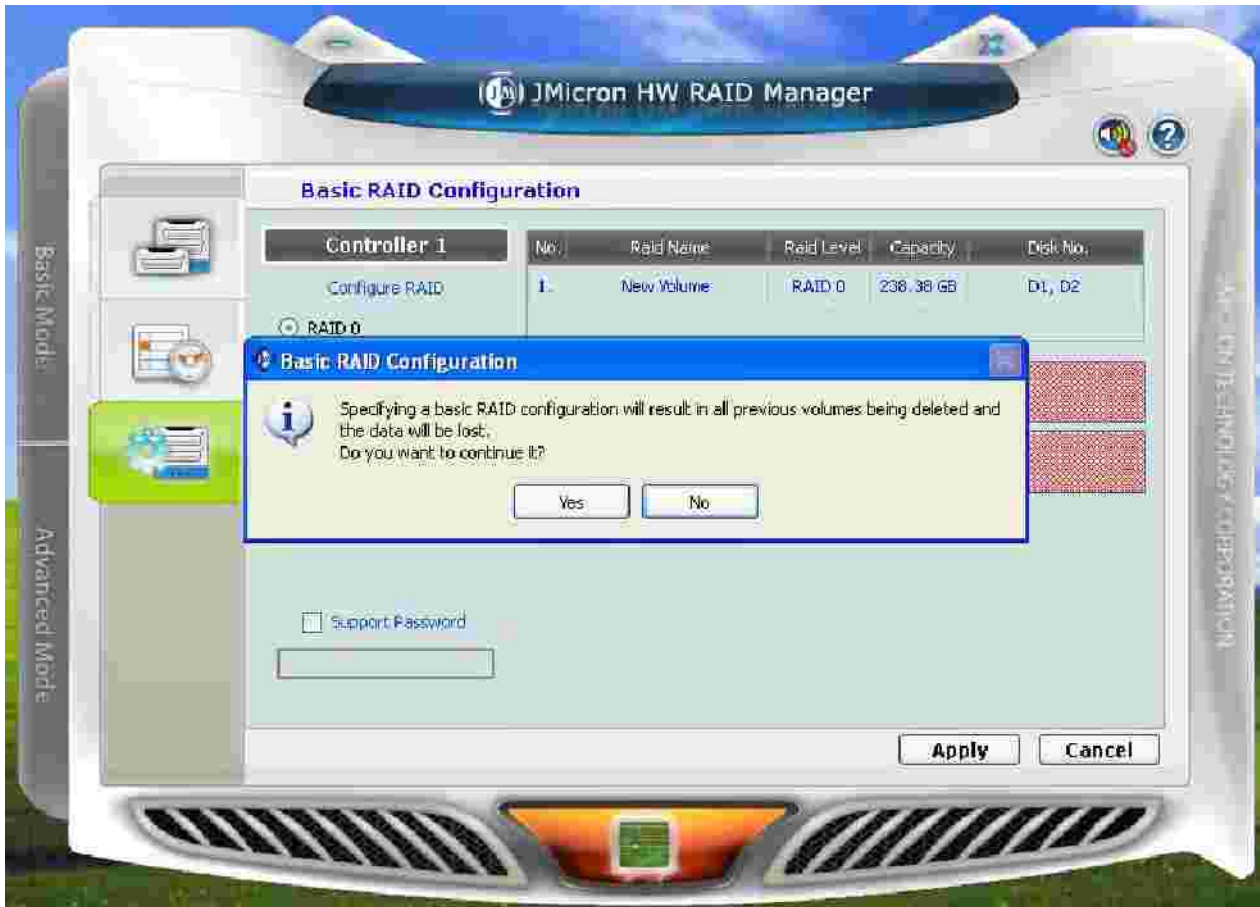 JMicron HW RAID Manager
Basic RAID Configuration
Controller 1
Configure RAID
RAID 0
No. Raid Name Raid Level Capacity Disk No.
1. New Volume RAID 0 238.38 GB D1, D2
Basic RAID Configuration
Specifying a basic RAID configuration will result in all previous volumes being deleted and
the data will be lost.
Do you want to continue it?
Yes No
Support Password
Apply Cancel
Basic Mode
Advanced Mode
TECHNOLOGY CORPORATION